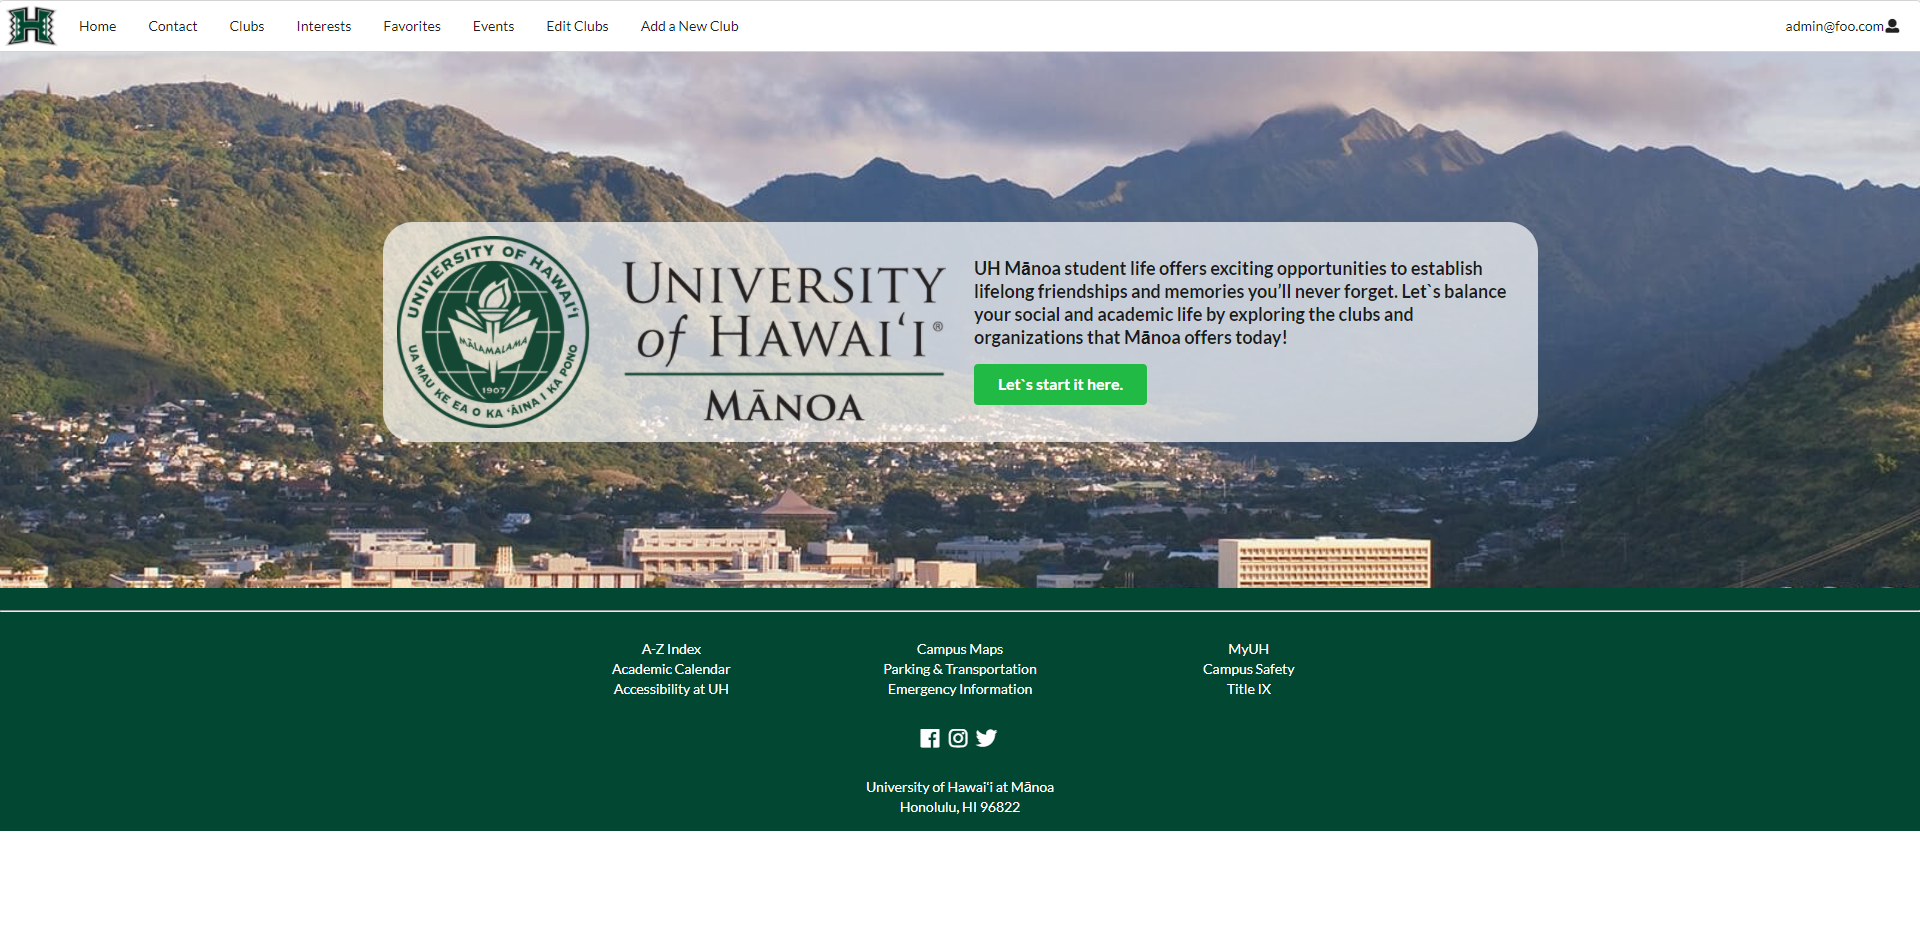 H
Home Contact Clubs Interests Favorites Events Edit Clubs Add a New Club admin@foo.com
UNIVERSITY OF HAWAIʻI
MĀLAMALAMA
1907
UA MAU KE EA O KA ʻĀINA I KA PONO
UNIVERSITY
of HAWAIʻI®
MĀNOA
UH Mānoa student life offers exciting opportunities to establish
lifelong friendships and memories you’ll never forget. Let`s balance
your social and academic life by exploring the clubs and
organizations that Mānoa offers today!
Let`s start it here.
A-Z Index
Academic Calendar
Accessibility at UH
Campus Maps
Parking & Transportation
Emergency Information
MyUH
Campus Safety
Title IX
University of Hawaiʻi at Mānoa
Honolulu, HI 96822